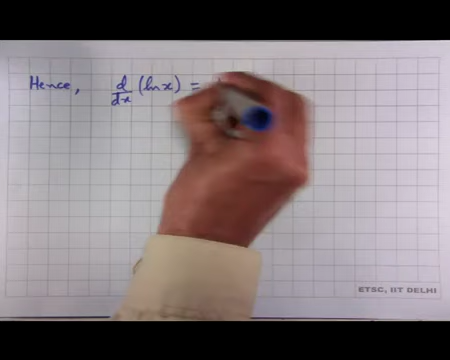 Hence, d/dx (ln x) =
ETSC, IIT DELHI